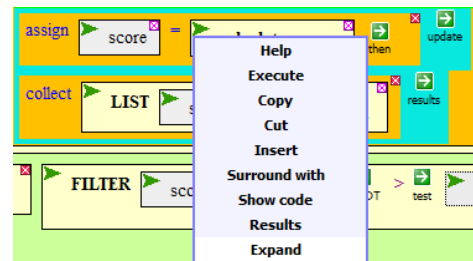 assign score = then update
Help
Execute
collect LIST results
Copy
Cut
Insert
Surround with
FILTER > test
Show code
Results
Expand